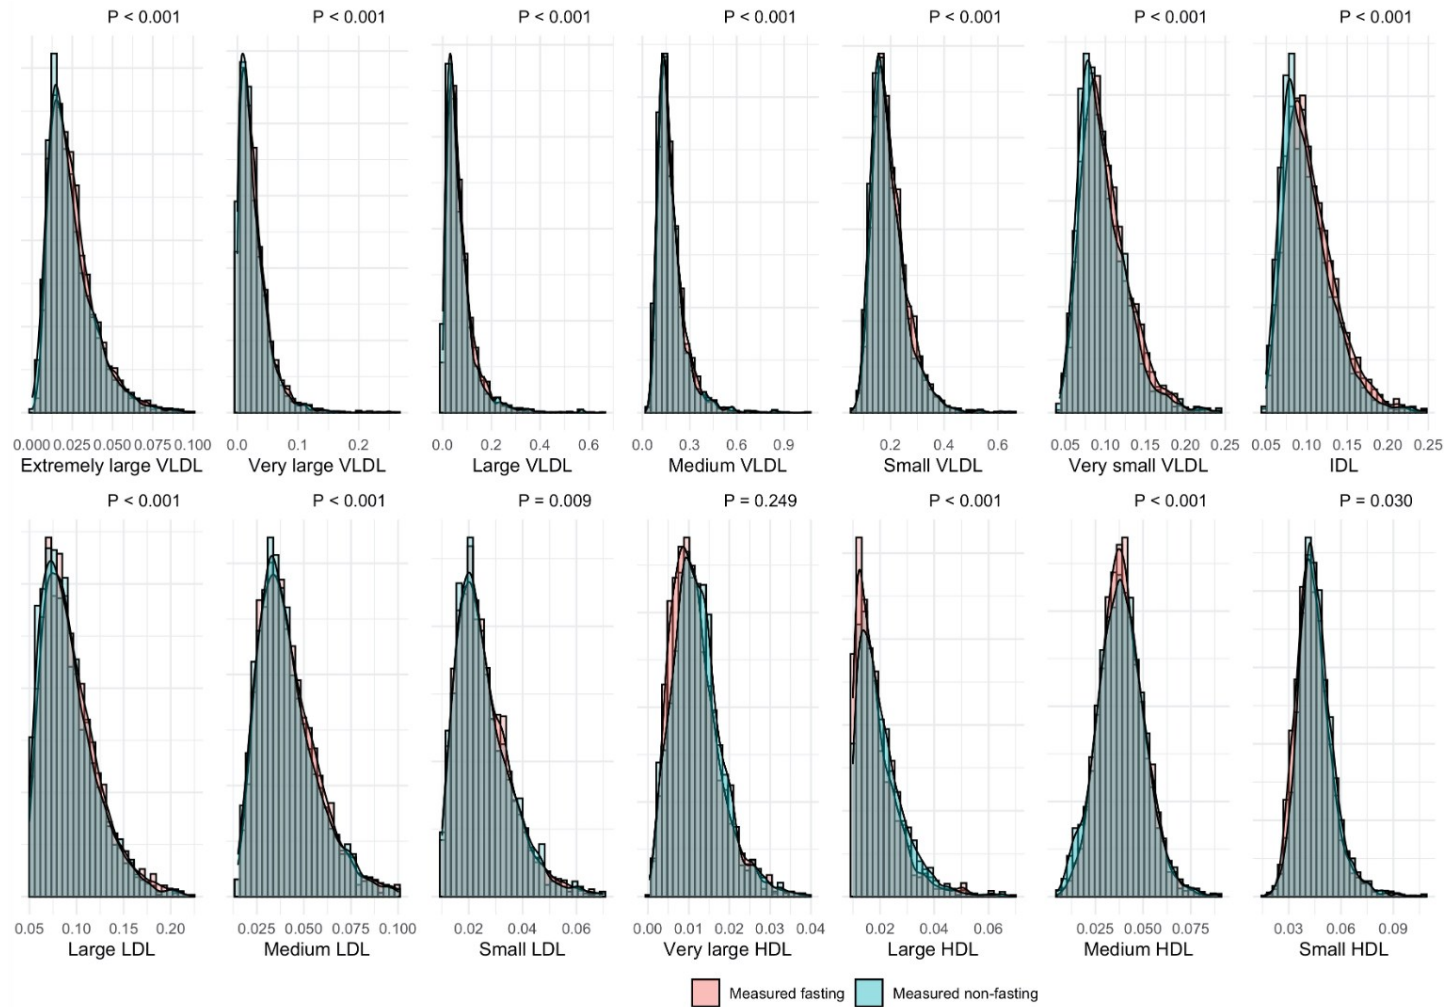 P < 0.001 P < 0.001 P < 0.001 P < 0.001 P < 0.001 P < 0.001 P < 0.001
0.000 0.025 0.050 0.075 0.100 0.0 0.1 0.2 0.0 0.2 0.4 0.6 0.0 0.3 0.6 0.9 0.2 0.4 0.6 0.05 0.10 0.15 0.20 0.25 0.05 0.10 0.15 0.20 0.25
Extremely large VLDL Very large VLDL Large VLDL Medium VLDL Small VLDL Very small VLDL IDL
P < 0.001 P < 0.001 P = 0.009 P = 0.249 P < 0.001 P < 0.001 P = 0.030
0.05 0.10 0.15 0.20 0.025 0.050 0.075 0.100 0.02 0.04 0.06 0.00 0.01 0.02 0.03 0.04 0.02 0.04 0.06 0.025 0.050 0.075 0.03 0.06 0.09
Large LDL Medium LDL Small LDL Very large HDL Large HDL Medium HDL Small HDL
Measured fasting Measured non-fasting